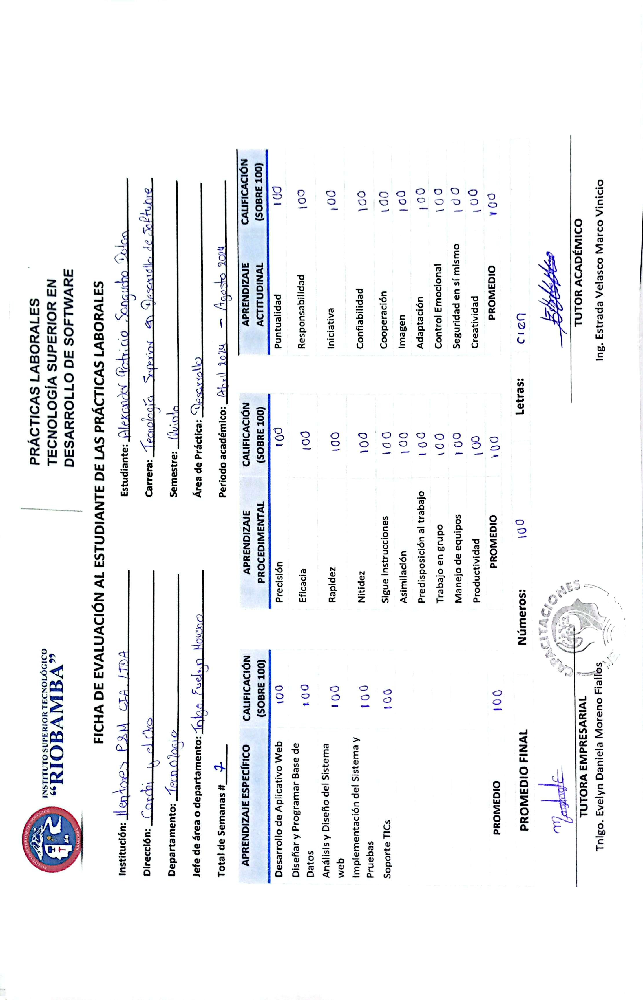 INSTITUTO SUPERIOR TECNOLÓGICO
“RIOBAMBA”
PRÁCTICAS LABORALES
TECNOLOGÍA SUPERIOR EN
DESARROLLO DE SOFTWARE
FICHA DE EVALUACIÓN AL ESTUDIANTE DE LAS PRÁCTICAS LABORALES
Institución: Mentores PSM CIA. LTDA
Estudiante: Alexander Patricio
Dirección: Carchi y el Oro
Carrera: Tecnología Superior en Desarrollo de Software
Departamento: Tecnologia
Semestre: Quinto
Jefe de área o departamento: Tnlgo. Evelyn Moreno
Área de Práctica: Desarrollo
Total de Semanas # 7
Periodo académico: Abril 2024 – Agosto 2024
APRENDIZAJE ESPECÍFICO CALIFICACIÓN (SOBRE 100)
Desarrollo de Aplicativo Web 100
Diseñar y Programar Base de Datos 100
Análisis y Diseño del Sistema web 100
Implementación del Sistema y Pruebas 100
Soporte TICs 100
PROMEDIO 100
APRENDIZAJE PROCEDIMENTAL CALIFICACIÓN (SOBRE 100)
Precisión 100
Eficacia 100
Rapidez 100
Nitidez 100
Sigue instrucciones 100
Asimilación 100
Predisposición al trabajo 100
Trabajo en grupo 100
Manejo de equipos 100
Productividad 100
PROMEDIO 100
APRENDIZAJE ACTITUDINAL CALIFICACIÓN (SOBRE 100)
Puntualidad 100
Responsabilidad 100
Iniciativa 100
Confiabilidad 100
Cooperación 100
Imagen 100
Adaptación 100
Control Emocional 100
Seguridad en sí mismo 100
Creatividad 100
PROMEDIO 100
PROMEDIO FINAL Números: 100 Letras: cien
CAPACITACIONES
TUTORA EMPRESARIAL
Tnlgo. Evelyn Daniela Moreno Fiallos
TUTOR ACADÉMICO
Ing. Estrada Velasco Marco Vinicio